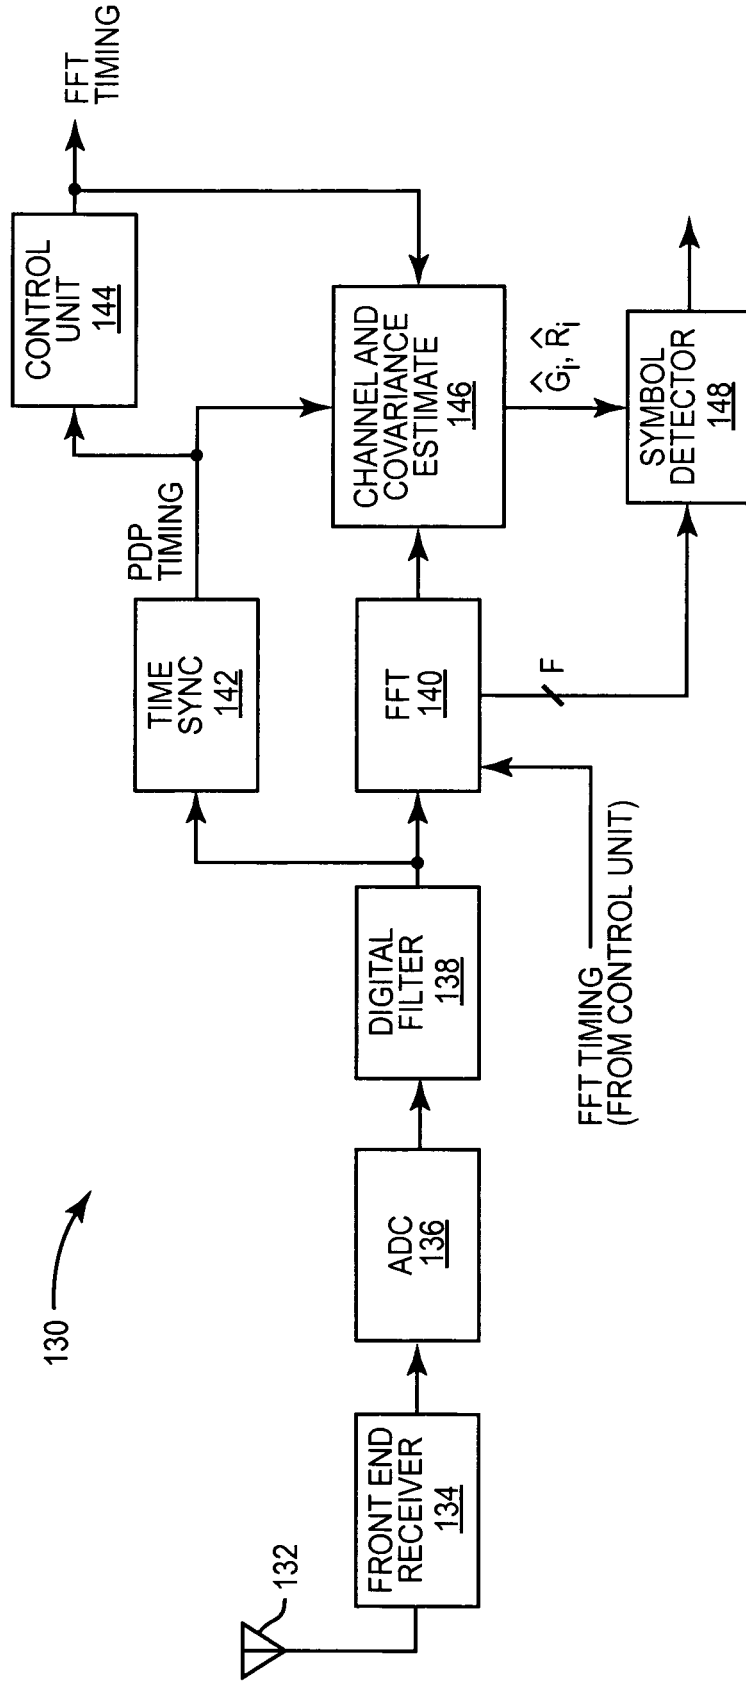 130
132
FRONT END
RECEIVER
134
ADC
136
DIGITAL
FILTER
138
TIME
SYNC
142
PDP
TIMING
CONTROL
UNIT
144
FFT
TIMING
FFT
140
CHANNEL AND
COVARIANCE
ESTIMATE
146
F
Ĝi, R̂i
SYMBOL
DETECTOR
148
FFT TIMING
(FROM CONTROL UNIT)